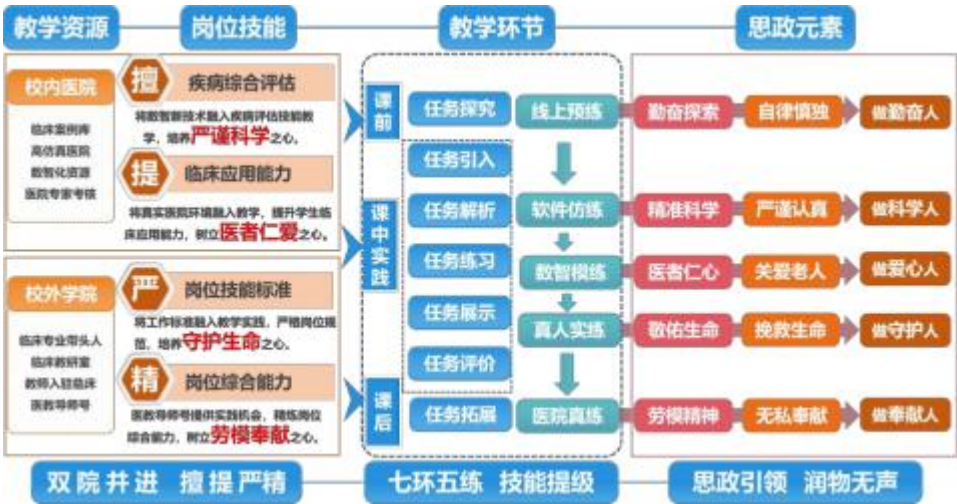 教学资源
岗位技能
教学环节
思政元素
校内医院
临床案例库
高仿真医院
数智化资源
医院专家考核
擅
疾病综合评估
将数智新技术融入疾病评估技能教
学，培养严谨科学之心。
提
临床应用能力
将真实医院环境融入教学，提升学生临
床应用能力，树立医者仁爱之心。
校外学院
临床专业带头人
临床教研室
教师入驻临床
医教导师号
严
岗位技能标准
将工作标准融入教学实践，严格岗位规
范，培养守护生命之心。
精
岗位综合能力
医教导师号提供实践机会，精炼岗位
综合能力，树立劳模奉献之心。
课前
任务探究
线上预练
勤奋探索
自律慎独
做勤奋人
课中实践
任务引入
任务解析
软件仿练
精准科学
严谨认真
做科学人
任务练习
数智模练
医者仁心
关爱老人
做爱心人
任务展示
真人实练
敬佑生命
挽救生命
做守护人
任务评价
课后
任务拓展
医院真练
劳模精神
无私奉献
做奉献人
双院并进 擅提严精
七环五练 技能提级
思政引领 润物无声